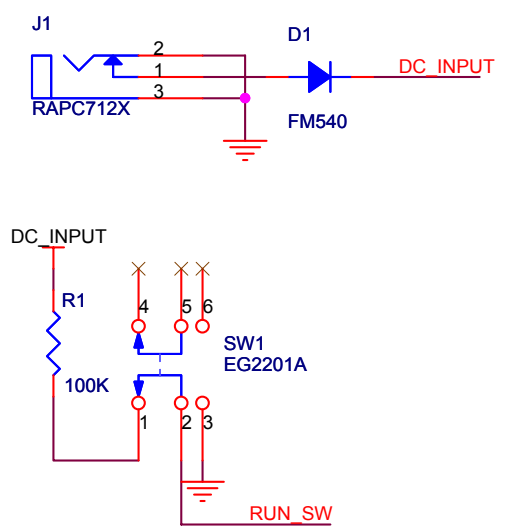 J1
2
1
3
RAPC712X
D1
DC_INPUT
FM540
DC_INPUT
R1
100K
4
5
6
SW1
EG2201A
1
2
3
RUN_SW